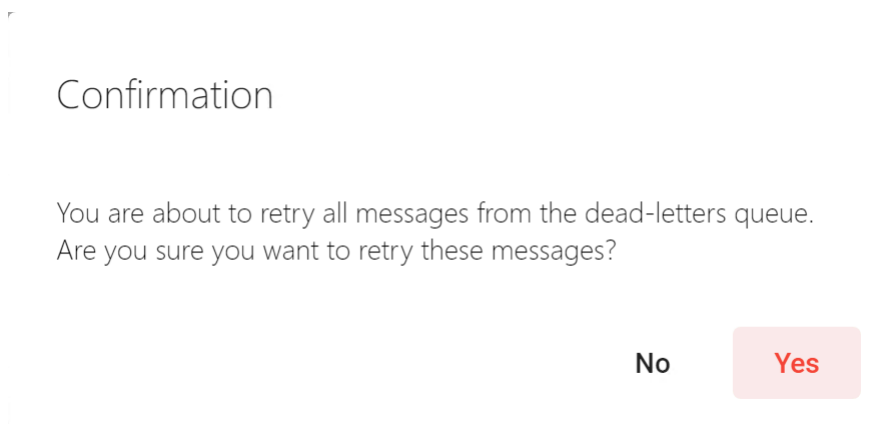 Confirmation
You are about to retry all messages from the dead-letters queue.
Are you sure you want to retry these messages?
No
Yes